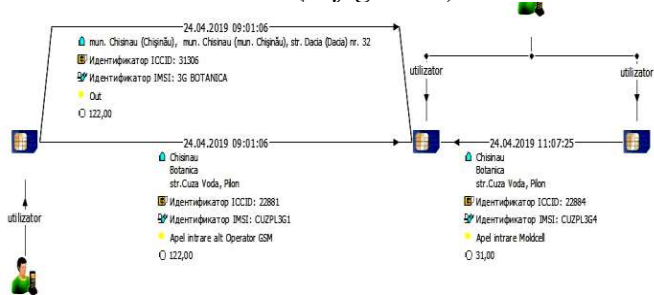 24.04.2019 09:01:06
mun. Chisinau (Chişinău), mun. Chisinau (mun. Chişinău), str. Dacia (Dacia) nr. 32
Идентификатор ICCID: 31306
Идентификатор IMSI: 3G BOTANICA
Out
122,00
utilizator
utilizator
24.04.2019 09:01:06
Chisinau
Botanica
str.Cuza Voda, Pilon
Идентификатор ICCID: 22881
Идентификатор IMSI: CUZPL3G1
Apel intrare alt Operator GSM
122,00
24.04.2019 11:07:25
Chisinau
Botanica
str.Cuza Voda, Pilon
Идентификатор ICCID: 22884
Идентификатор IMSI: CUZPL3G4
Apel intrare Moldcell
31,00
utilizator